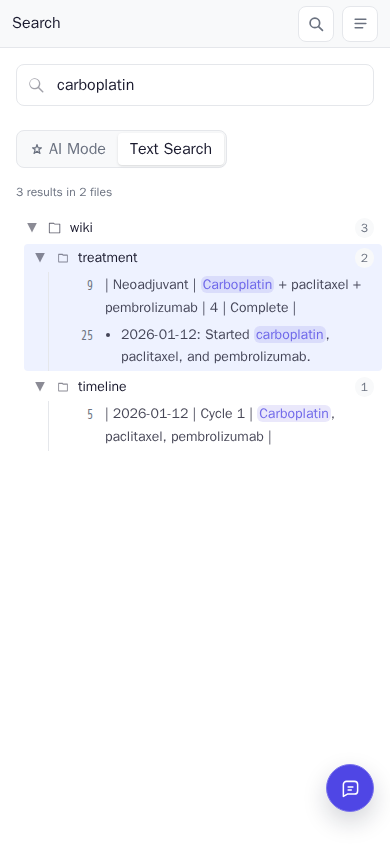 Search
carboplatin
AI Mode
Text Search
3 results in 2 files
wiki 3
treatment 2
9 | Neoadjuvant | Carboplatin + paclitaxel +
pembrolizumab | 4 | Complete |
25 • 2026-01-12: Started carboplatin,
paclitaxel, and pembrolizumab.
timeline 1
5 | 2026-01-12 | Cycle 1 | Carboplatin,
paclitaxel, pembrolizumab |